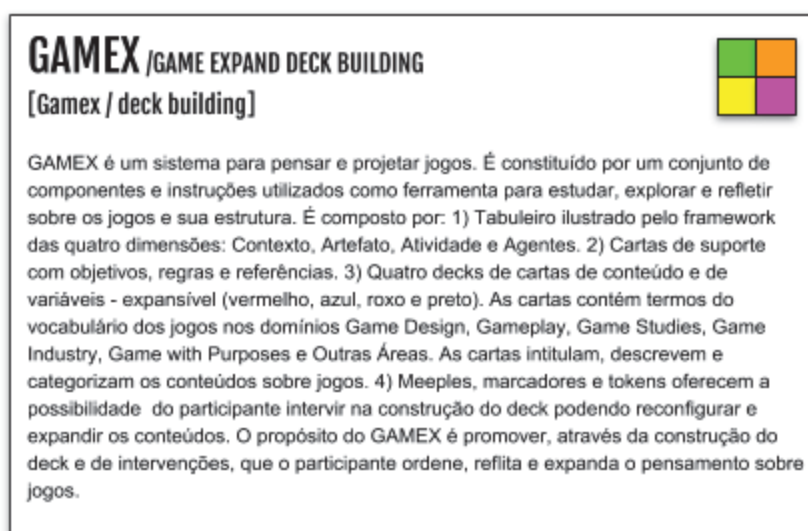 GAMEX /GAME EXPAND DECK BUILDING
[Gamex / deck building]
GAMEX é um sistema para pensar e projetar jogos. É constituído por um conjunto de
componentes e instruções utilizados como ferramenta para estudar, explorar e refletir
sobre os jogos e sua estrutura. É composto por: 1) Tabuleiro ilustrado pelo framework
das quatro dimensões: Contexto, Artefato, Atividade e Agentes. 2) Cartas de suporte
com objetivos, regras e referências. 3) Quatro decks de cartas de conteúdo e de
variáveis - expansível (vermelho, azul, roxo e preto). As cartas contém termos do
vocabulário dos jogos nos domínios Game Design, Gameplay, Game Studies, Game
Industry, Game with Purposes e Outras Áreas. As cartas intitulam, descrevem e
categorizam os conteúdos sobre jogos. 4) Meeples, marcadores e tokens oferecem a
possibilidade do participante intervir na construção do deck podendo reconfigurar e
expandir os conteúdos. O propósito do GAMEX é promover, através da construção do
deck e de intervenções, que o participante ordene, reflita e expanda o pensamento sobre
jogos.